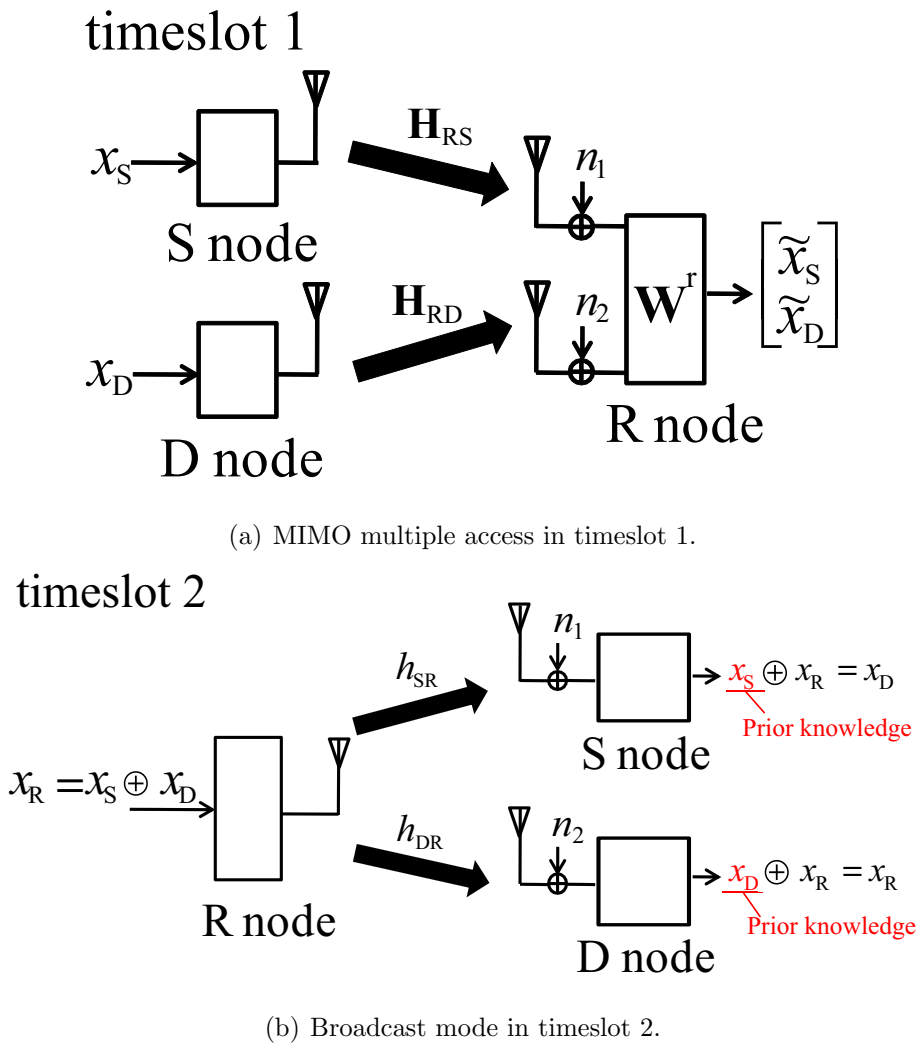 timeslot 1
x_S
S node
H_RS
n_1
x_D
D node
H_RD
n_2
W^r
R node
[x̃_S x̃_D]
(a) MIMO multiple access in timeslot 1.
timeslot 2
x_R = x_S ⊕ x_D
R node
h_SR
n_1
S node
x_S ⊕ x_R = x_D
Prior knowledge
h_DR
n_2
D node
x_D ⊕ x_R = x_R
Prior knowledge
(b) Broadcast mode in timeslot 2.